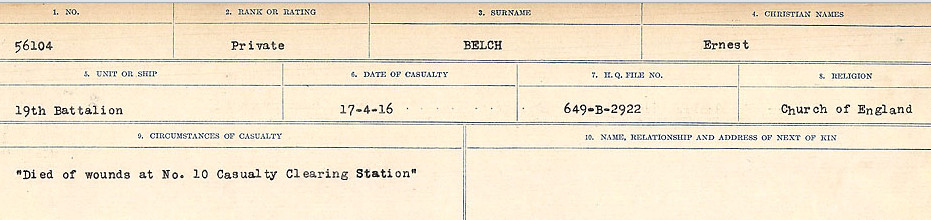 1. NO. 2. RANK OR RATING 3. SURNAME 4. CHRISTIAN NAMES
56104 Private BELCH Ernest
5. UNIT OR SHIP 6. DATE OF CASUALTY 7. H.Q. FILE NO. 8. RELIGION
19th Battalion 17-4-16 649-B-2922 Church of England
9. CIRCUMSTANCES OF CASUALTY 10. NAME, RELATIONSHIP AND ADDRESS OF NEXT OF KIN
"Died of wounds at No. 10 Casualty Clearing Station"